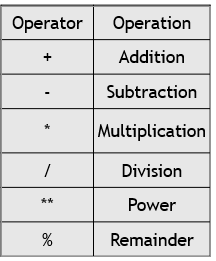 Operator Operation
+ Addition
- Subtraction
* Multiplication
/ Division
** Power
% Remainder